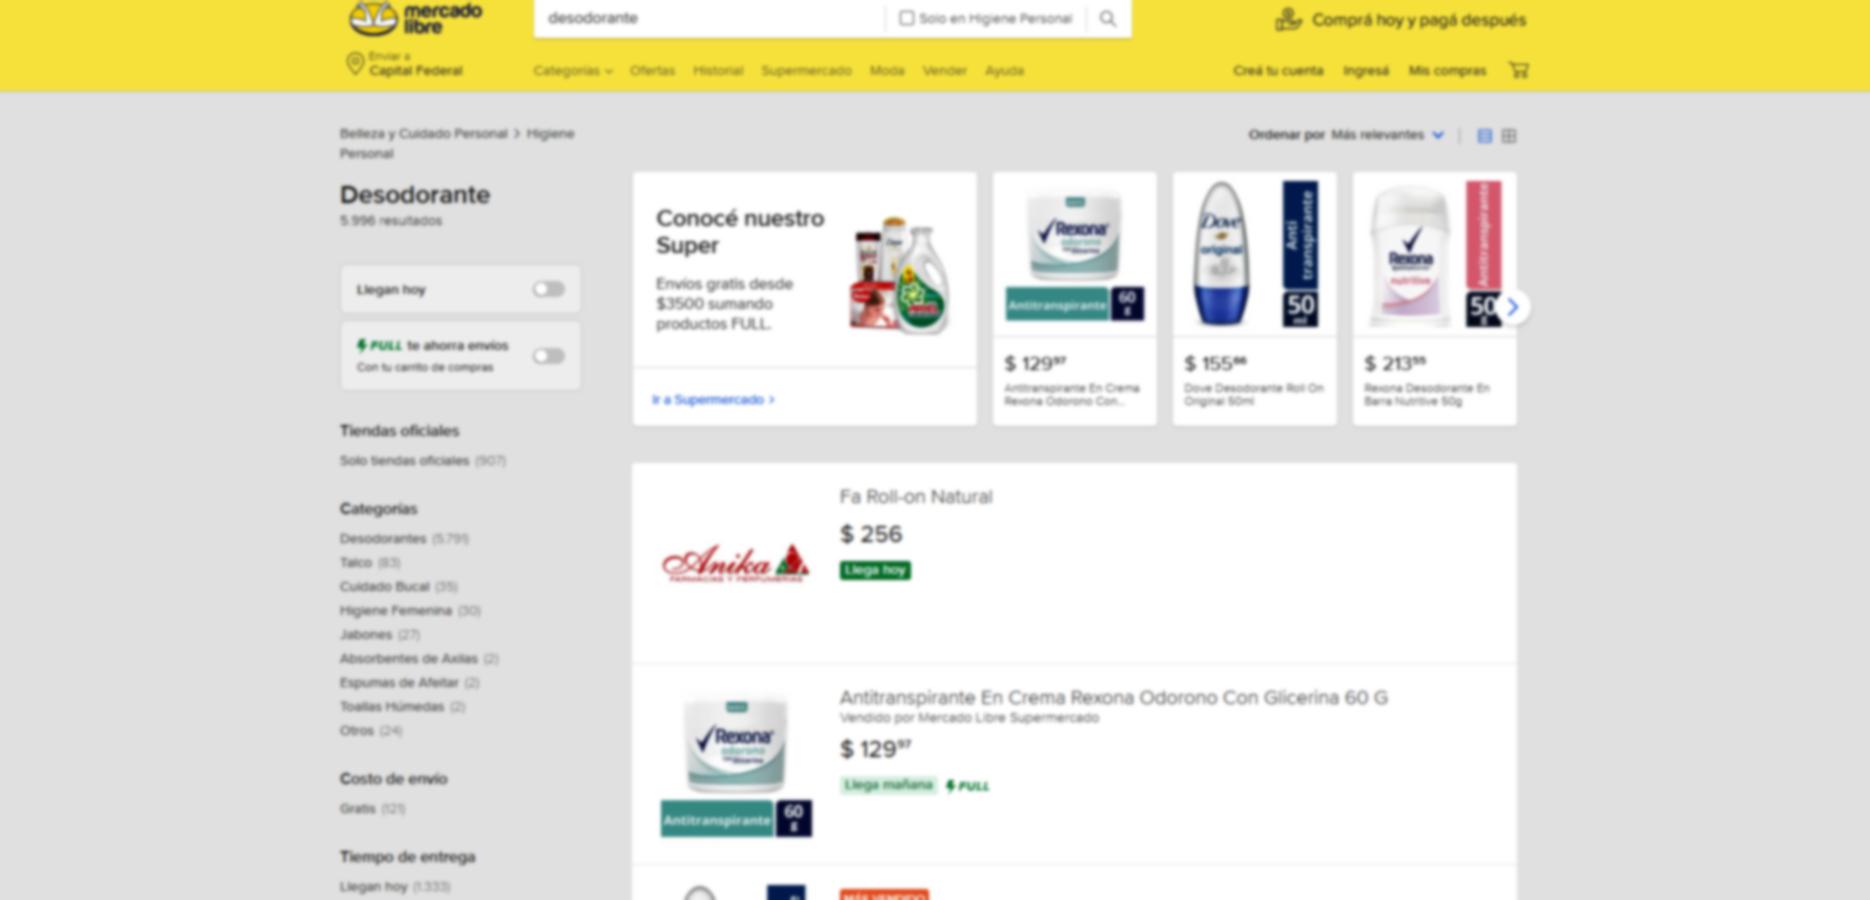 mercado
libre
desodorante
Solo en Higiene Personal
Comprá hoy y pagá después
Enviar a
Capital Federal
Categorías Ofertas Historial Supermercado Moda Vender Ayuda
Creá tu cuenta Ingresá Mis compras
Belleza y Cuidado Personal > Higiene
Personal
Desodorante
5.996 resultados
Ordenar por Más relevantes
Llegan hoy
FULL te ahorra envíos
Con tu carrito de compras
Tiendas oficiales
Solo tiendas oficiales (907)
Categorías
Desodorantes (5.791)
Talco (83)
Cuidado Bucal (35)
Higiene Femenina (30)
Jabones (27)
Absorbentes de Axilas (2)
Espumas de Afeitar (2)
Toallas Húmedas (2)
Otros (24)
Costo de envío
Gratis (121)
Tiempo de entrega
Llegan hoy (1.333)
Conocé nuestro
Super
Envíos gratis desde
$3500 sumando
productos FULL.
Ir a Supermercado >
Rexona
odorono
Antitranspirante
60
g
$ 129 97
Antitranspirante En Crema
Rexona Odorono Con...
Dove
original
Anti
transpirante
50
ml
$ 155 66
Dove Desodorante Roll On
Original 50ml
Rexona
nutritive
Antitranspirante
50
g
$ 213 55
Rexona Desodorante En
Barra Nutritive 50g
Anika
FARMACIAS Y PERFUMERIAS
Fa Roll-on Natural
$ 256
Llega hoy
Rexona
odorono
Antitranspirante
60
g
Antitranspirante En Crema Rexona Odorono Con Glicerina 60 G
Vendido por Mercado Libre Supermercado
$ 129 97
Llega mañana FULL
MÁS VENDIDO